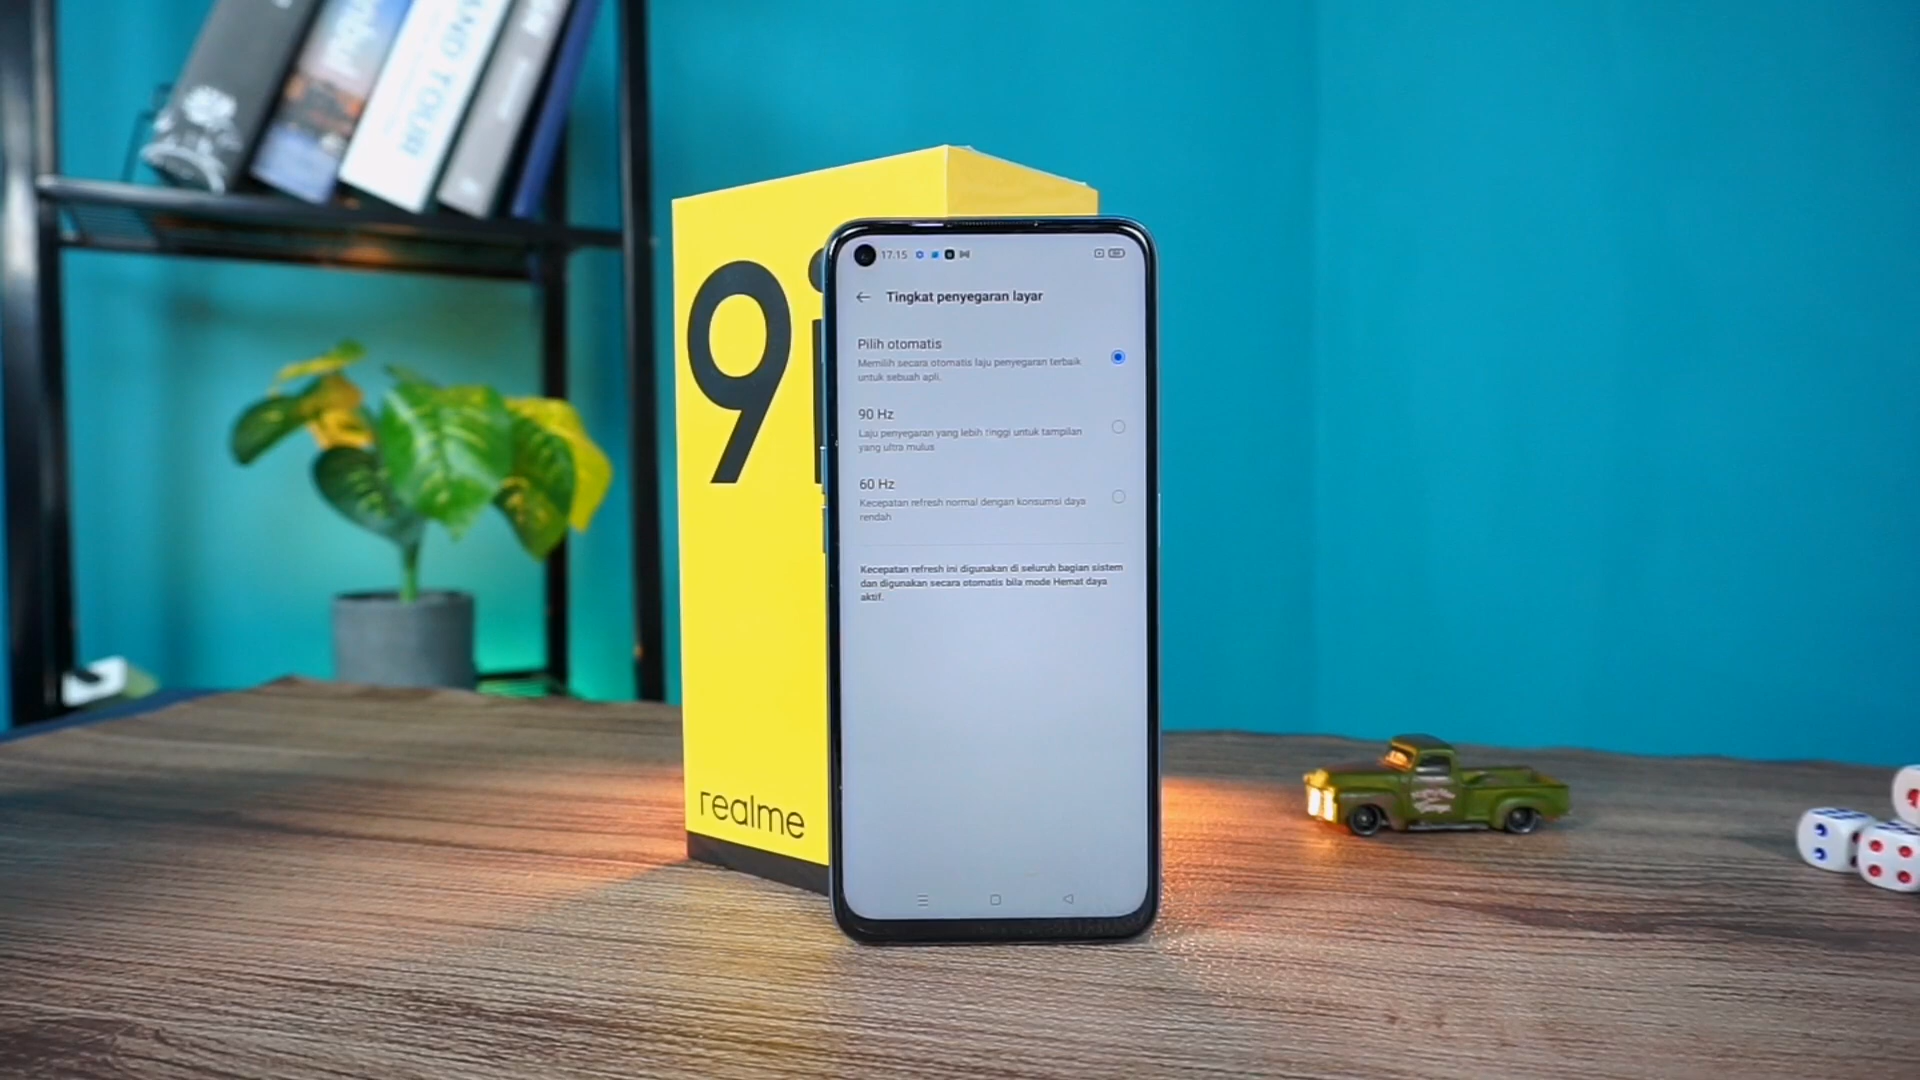 AND TOUR
9i
realme
17.15
Tingkat penyegaran layar
Pilih otomatis
Memilih secara otomatis laju penyegaran terbaik
untuk sebuah apli.
90 Hz
Laju penyegaran yang lebih tinggi untuk tampilan
yang ultra mulus
60 Hz
Kecepatan refresh normal dengan konsumsi daya
rendah
Kecepatan refresh ini digunakan di seluruh bagian sistem
dan digunakan secara otomatis bila mode Hemat daya
aktif.